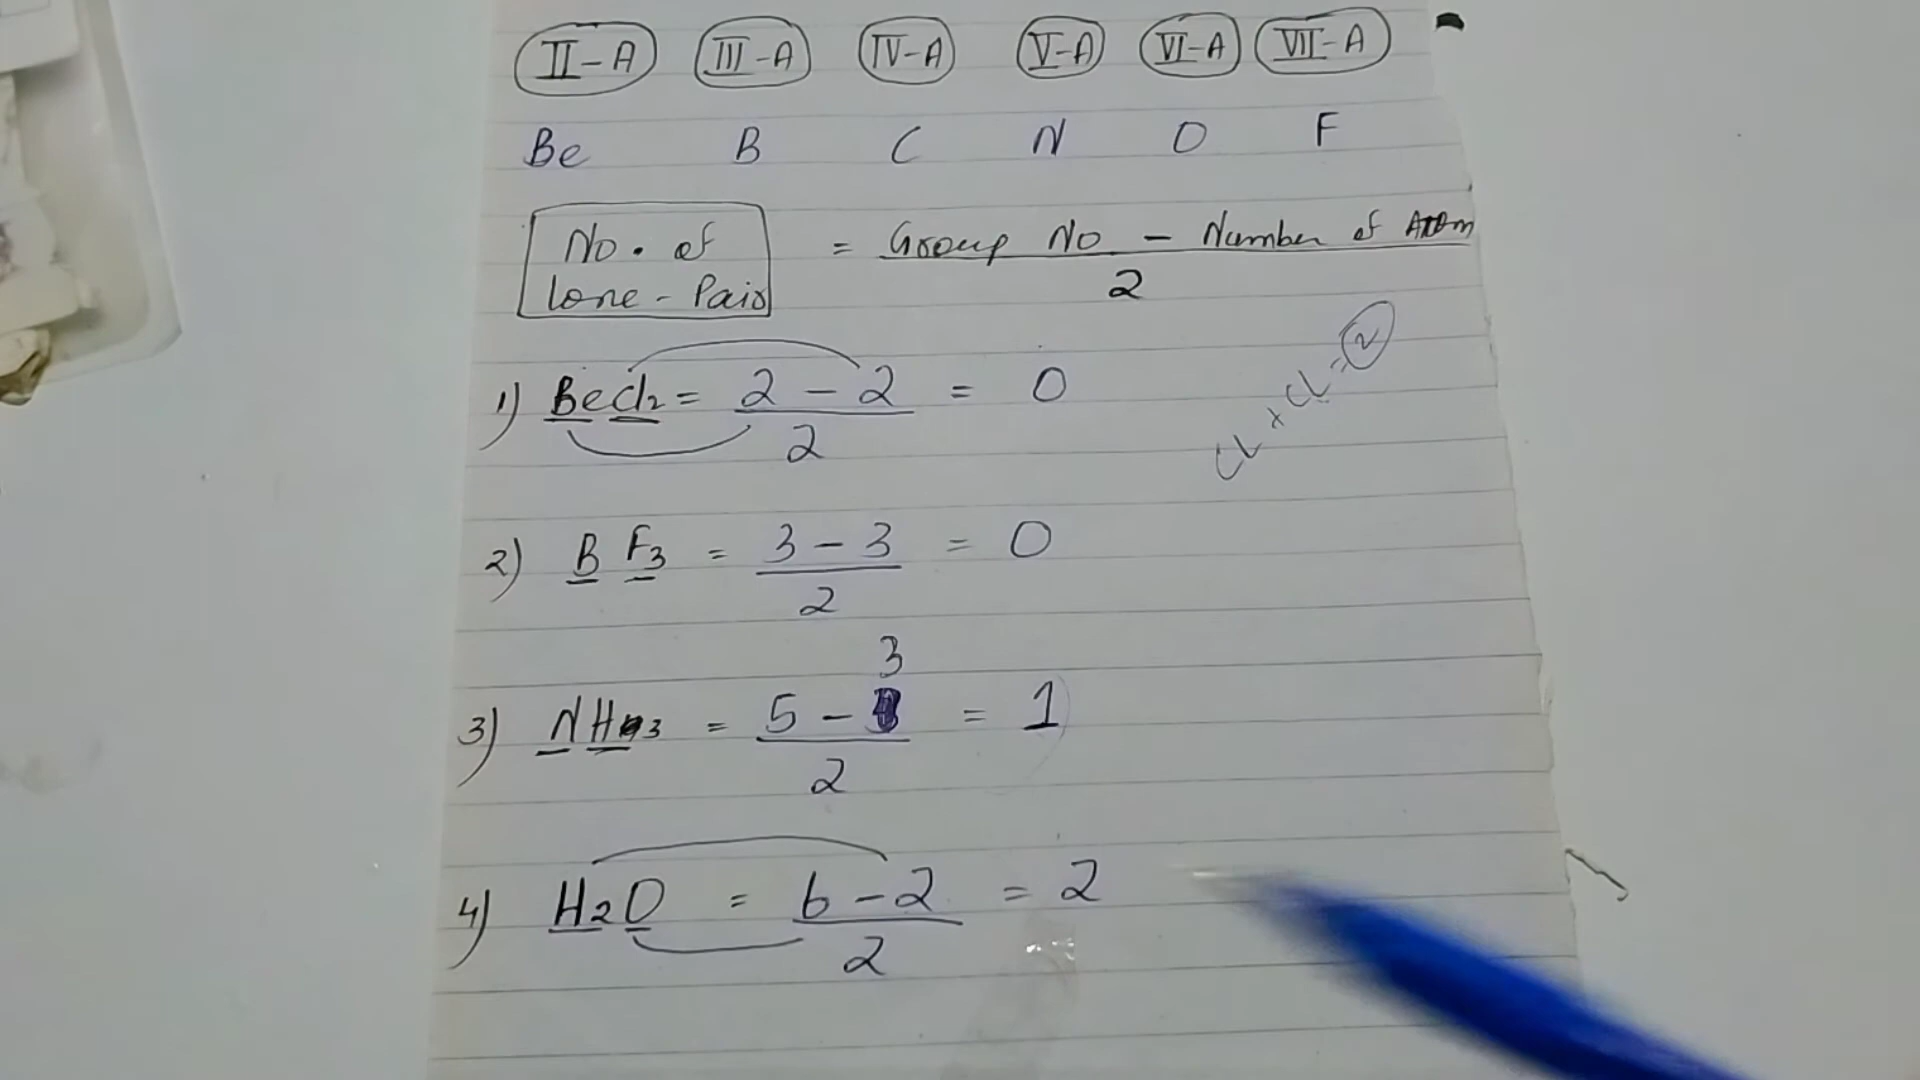 II-A III-A IV-A V-A VI-A VII-A
Be B C N O F
No. of lone-Pair = Group No - Number of Atom / 2
1) BeCl2 = 2 - 2 / 2 = 0
Cl + Cl = 2
2) BF3 = 3 - 3 / 2 = 0
3) NH3 = 5 - 3 / 2 = 1
4) H2O = 6 - 2 / 2 = 2